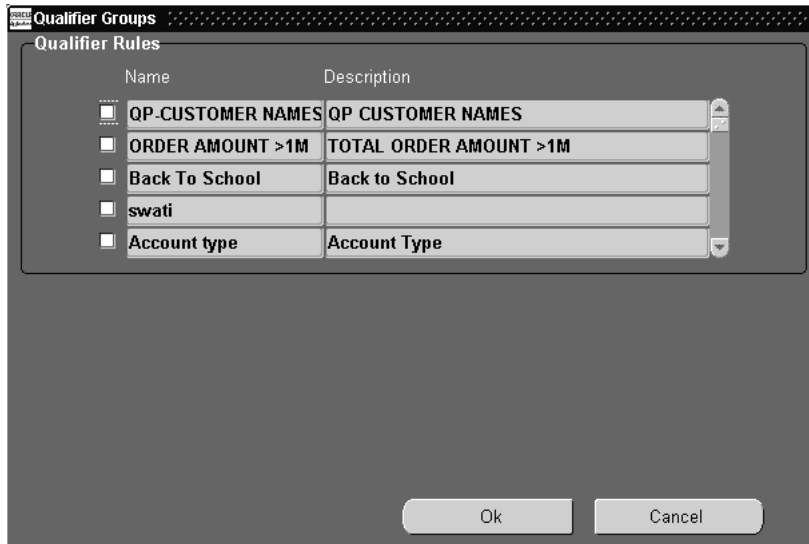 ORACLE
Qualifier Groups
Qualifier Rules
Name Description
QP-CUSTOMER NAMES QP CUSTOMER NAMES
ORDER AMOUNT >1M TOTAL ORDER AMOUNT >1M
Back To School Back to School
swati
Account type Account Type
Ok Cancel